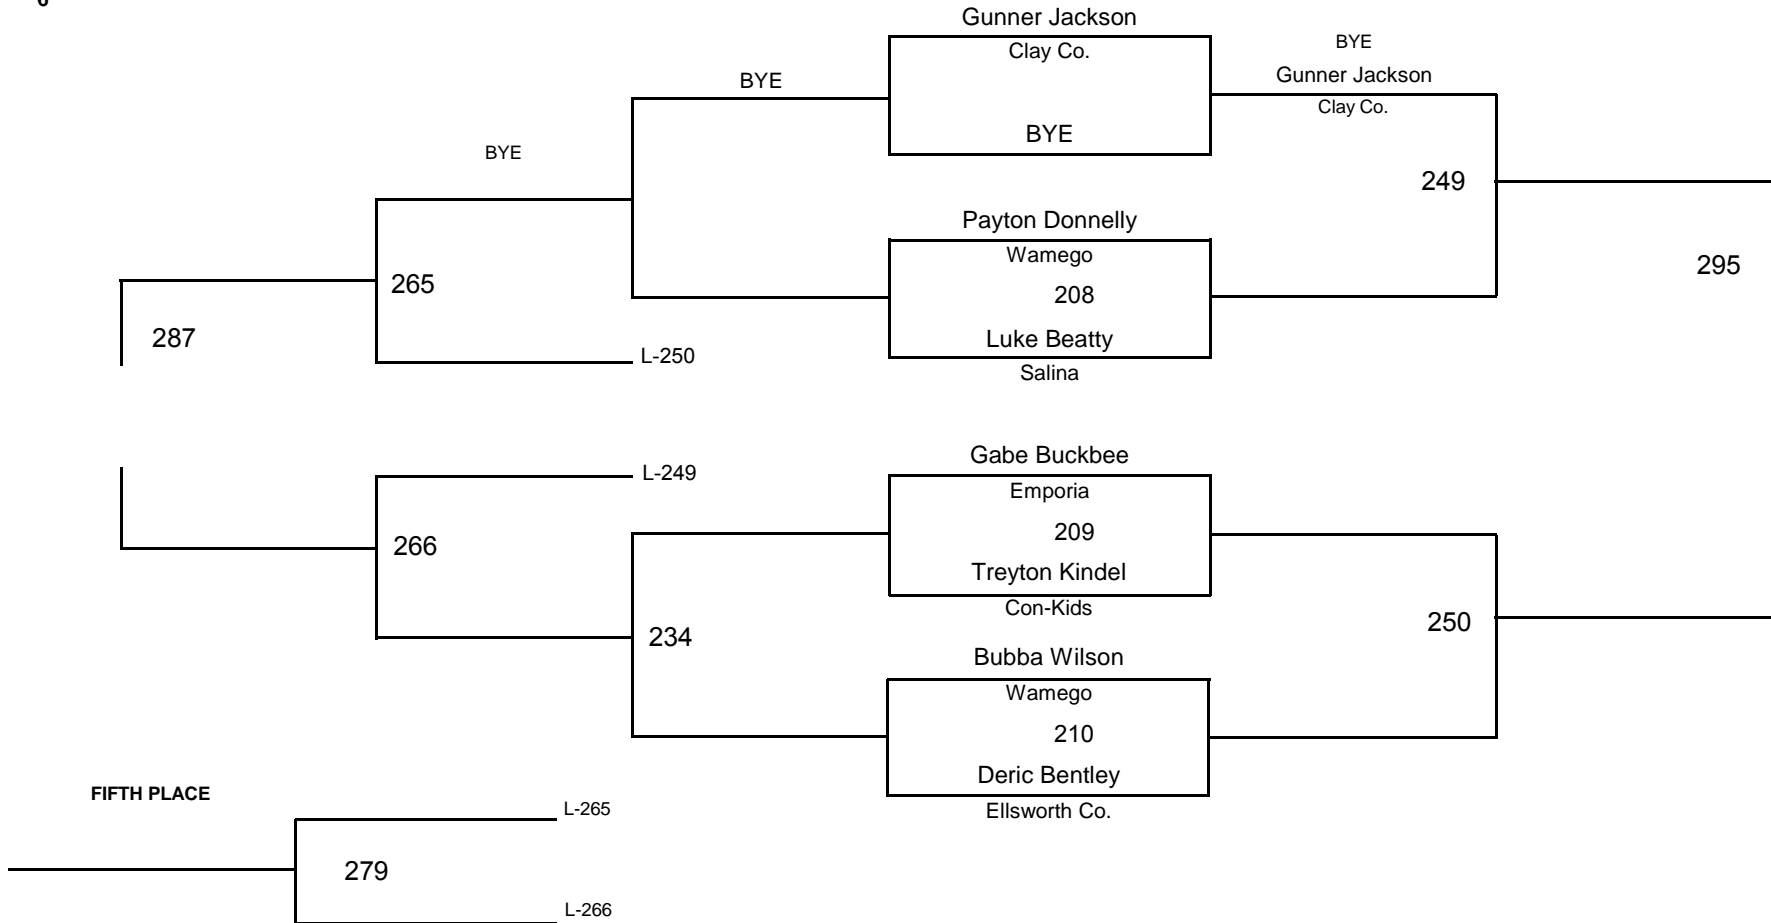 6
Gunner Jackson
Clay Co.
BYE
BYE
Gunner Jackson
Clay Co.
BYE
BYE
249
Payton Donnelly
Wamego
208
Luke Beatty
Salina
295
265
287
L-250
Gabe Buckbee
Emporia
209
Treyton Kindel
Con-Kids
L-249
266
234
250
Bubba Wilson
Wamego
210
Deric Bentley
Ellsworth Co.
FIFTH PLACE
L-265
279
L-266